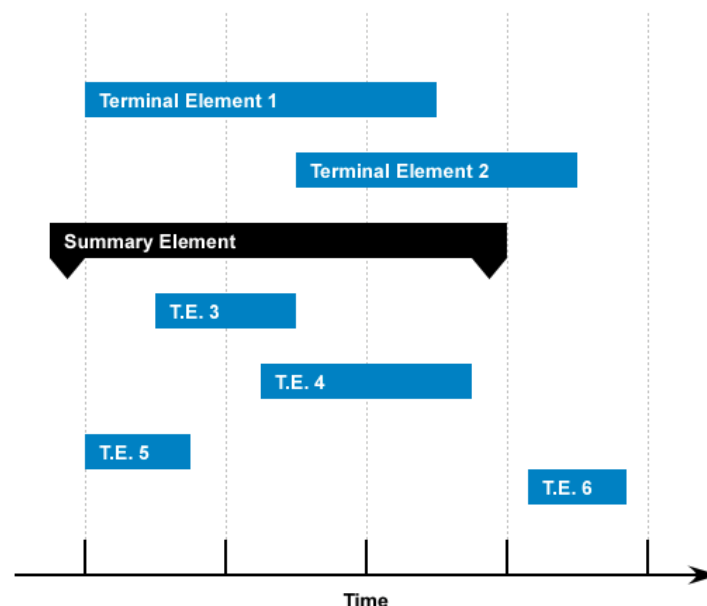 Terminal Element 1
Terminal Element 2
Summary Element
T.E. 3
T.E. 4
T.E. 5
T.E. 6
Time